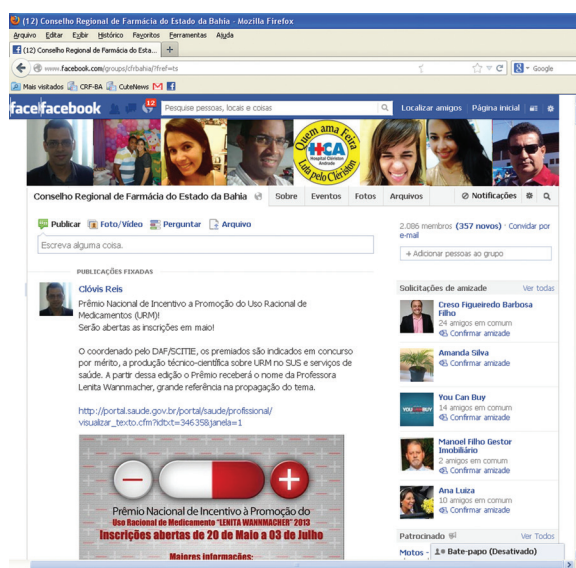 (12) Conselho Regional de Farmácia do Estado da Bahia - Mozilla Firefox
Arquivo Editar Exibir Histórico Favoritos Ferramentas Ajuda
(12) Conselho Regional de Farmácia do Esta... +
www.facebook.com/groups/crfbahia/?fref=ts
Google
Mais visitados CRF-BA CuteNews
face facebook
12
Pesquise pessoas, locais e coisas
Localizar amigos Página inicial
Quem ama Feira
HCA
Hospital Clériston
Andrade
Luta pelo Clériston
Conselho Regional de Farmácia do Estado da Bahia Sobre Eventos Fotos Arquivos Notificações
Publicar Foto/Vídeo Perguntar Arquivo
Escreva alguma coisa.
2.086 membros (357 novos) · Convidar por
e-mail
+ Adicionar pessoas ao grupo
PUBLICAÇÕES FIXADAS
Clóvis Reis
Prêmio Nacional de Incentivo a Promoção do Uso Racional de
Medicamentos (URM)!
Serão abertas as inscrições em maio!
O coordenado pelo DAF/SCITIE, os premiados são indicados em concurso
por mérito, a produção técnico-científica sobre URM no SUS e serviços de
saúde. A partir dessa edição o Prêmio receberá o nome da Professora
Lenita Wannmacher, grande referência na propagação do tema.
http://portal.saude.gov.br/portal/saude/profissional/
visualizar_texto.cfm?idtxt=34635&janela=1
Prêmio Nacional de Incentivo à Promoção do
Uso Racional de Medicamento "LENITA WANNMACHER" 2013
Inscrições abertas de 20 de Maio a 03 de Julho
Maiores informações:
Solicitações de amizade Ver todas
Creso Figueiredo Barbosa
Filho
24 amigos em comum
Confirmar amizade
Amanda Silva
Confirmar amizade
YOU CAN BUY
You Can Buy
14 amigos em comum
Confirmar amizade
Manoel Filho Gestor
Imobiliário
2 amigos em comum
Confirmar amizade
Ana Luiza
10 amigos em comum
Confirmar amizade
Patrocinado Ver Todos
Motos -
Bate-papo (Desativado)